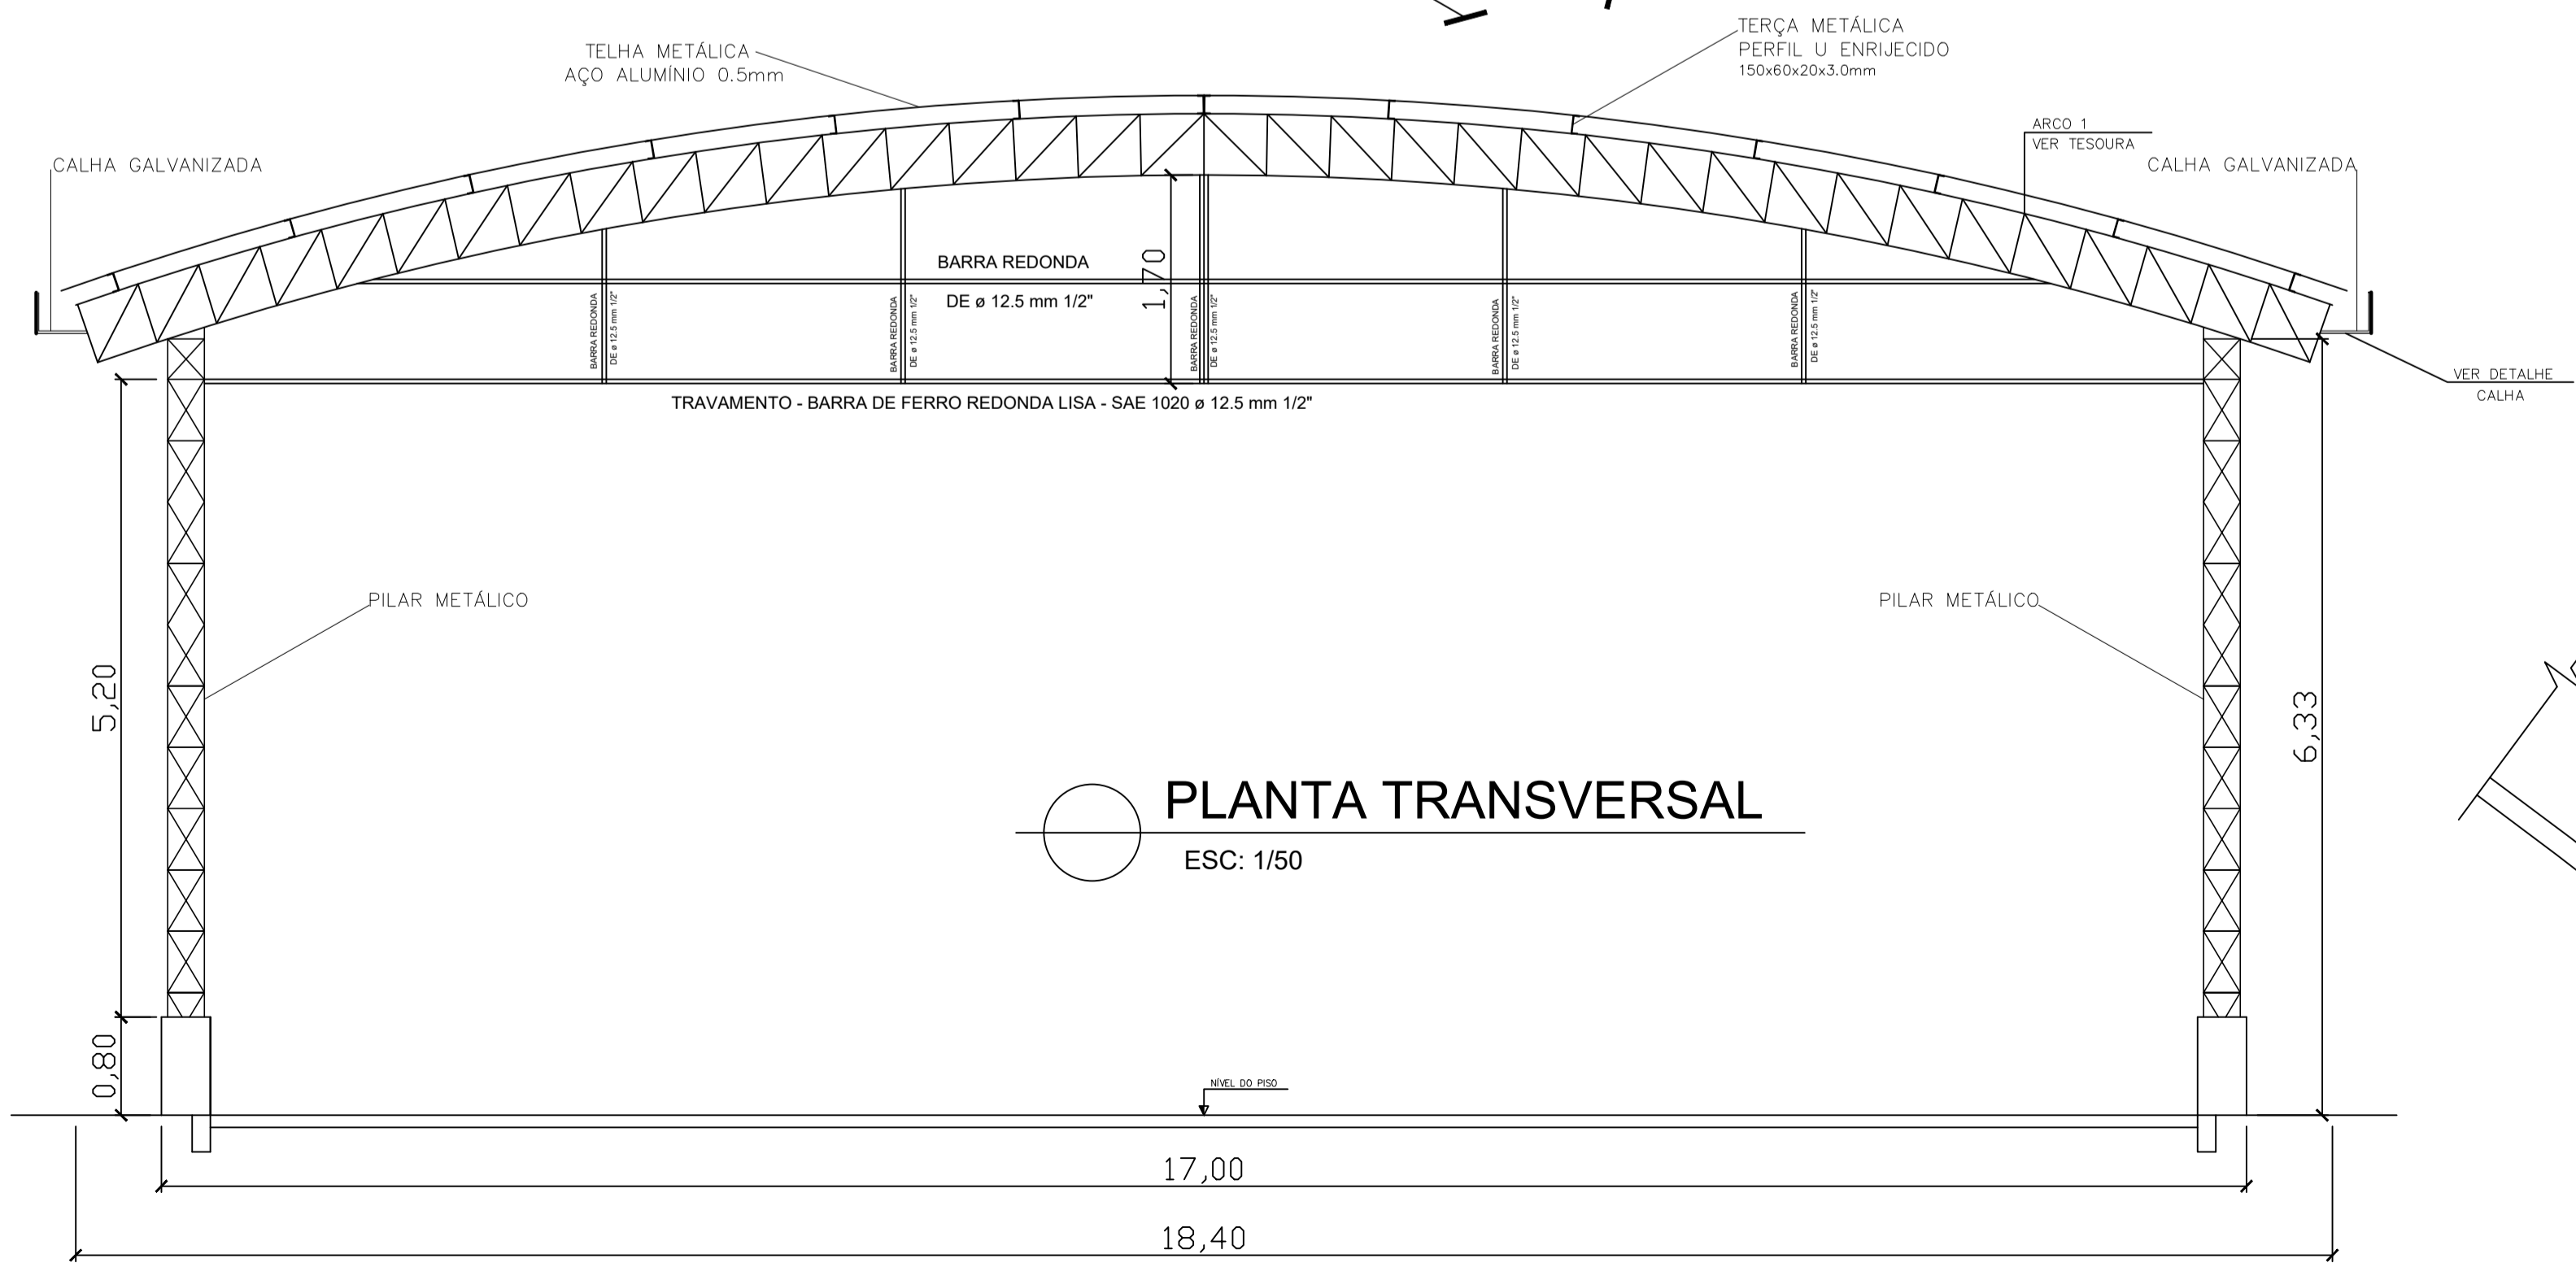 TELHA METÁLICA
AÇO ALUMÍNIO 0.5mm
TERÇA METÁLICA
PERFIL U ENRIJECIDO
150x60x20x3.0mm
ARCO 1
VER TESOURA
CALHA GALVANIZADA
CALHA GALVANIZADA
BARRA REDONDA
DE ø 12.5 mm 1/2"
1,70
BARRA REDONDA
DE ø 12.5 mm 1/2"
BARRA REDONDA
DE ø 12.5 mm 1/2"
BARRA REDONDA
DE ø 12.5 mm 1/2"
BARRA REDONDA
DE ø 12.5 mm 1/2"
BARRA REDONDA
DE ø 12.5 mm 1/2"
VER DETALHE
CALHA
TRAVAMENTO - BARRA DE FERRO REDONDA LISA - SAE 1020 ø 12.5 mm 1/2"
PILAR METÁLICO
PILAR METÁLICO
5,20
6,33
PLANTA TRANSVERSAL
ESC: 1/50
0,80
NÍVEL DO PISO
17,00
18,40